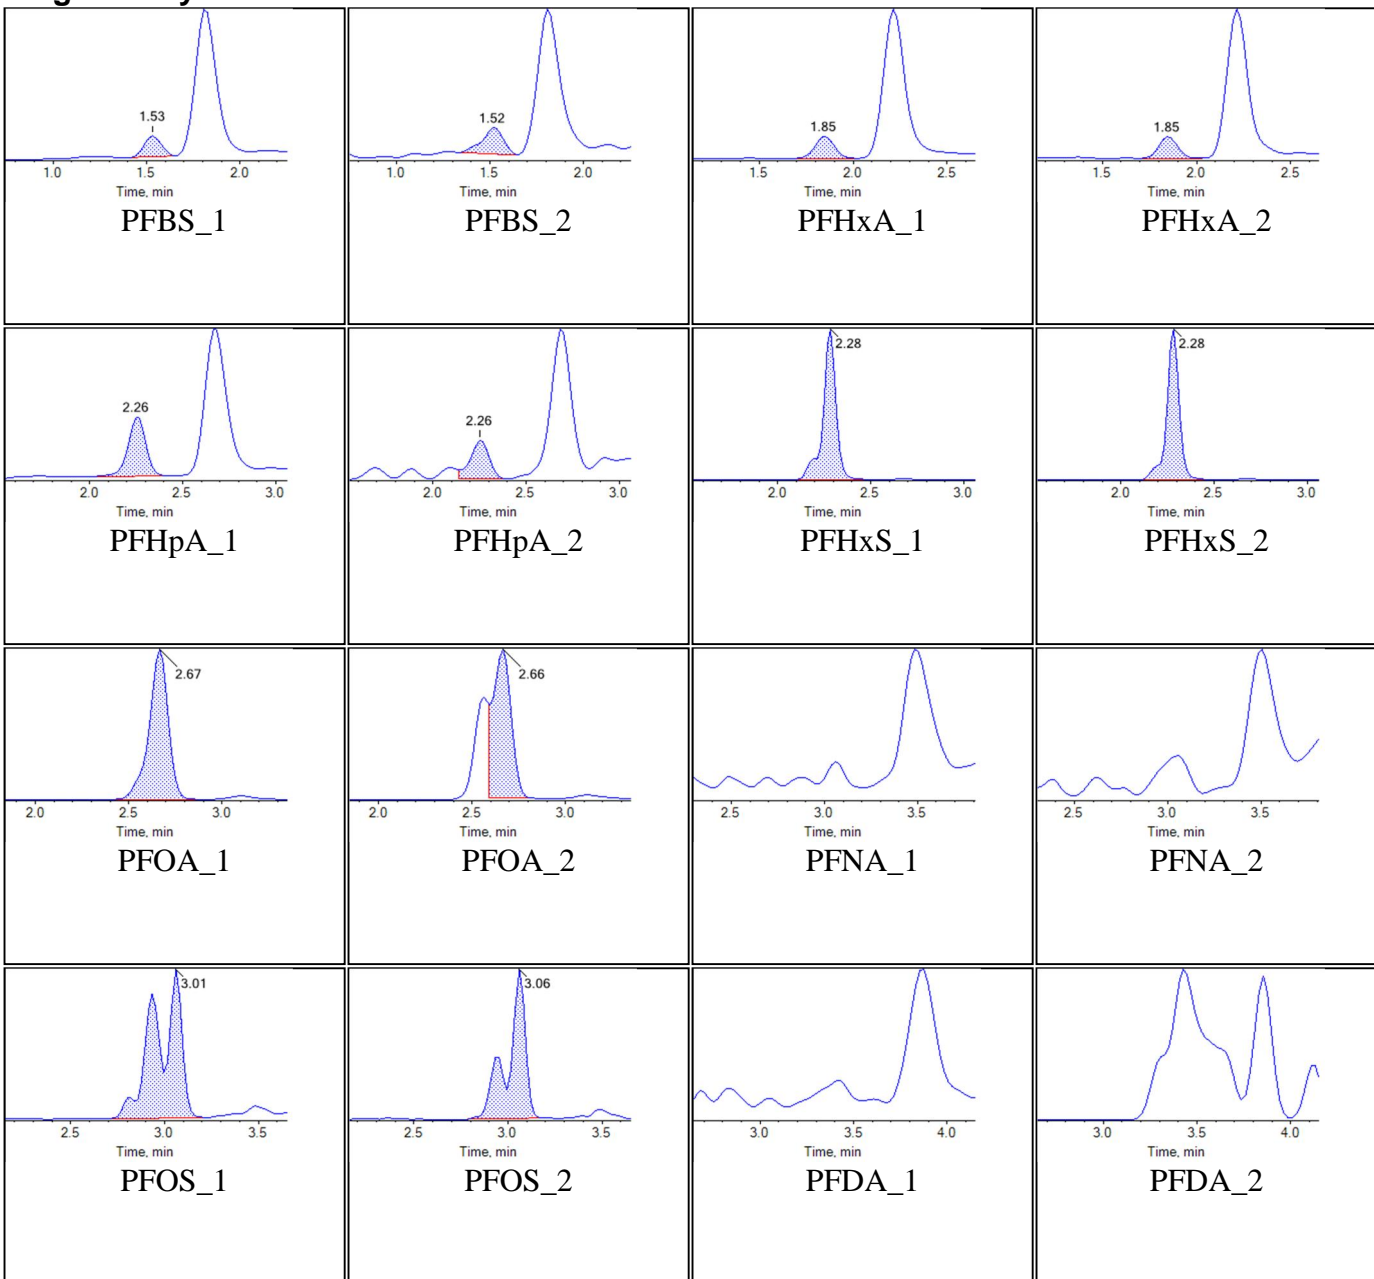 1.53
1.0 1.5 2.0
Time, min
PFBS_1
1.52
1.0 1.5 2.0
Time, min
PFBS_2
1.85
1.5 2.0 2.5
Time, min
PFHxA_1
1.85
1.5 2.0 2.5
Time, min
PFHxA_2
2.26
2.0 2.5 3.0
Time, min
PFHpA_1
2.26
2.0 2.5 3.0
Time, min
PFHpA_2
2.28
2.0 2.5 3.0
Time, min
PFHxS_1
2.28
2.0 2.5 3.0
Time, min
PFHxS_2
2.67
2.0 2.5 3.0
Time, min
PFOA_1
2.66
2.0 2.5 3.0
Time, min
PFOA_2
2.5 3.0 3.5
Time, min
PFNA_1
2.5 3.0 3.5
Time, min
PFNA_2
3.01
2.5 3.0 3.5
Time, min
PFOS_1
3.06
2.5 3.0 3.5
Time, min
PFOS_2
3.0 3.5 4.0
Time, min
PFDA_1
3.0 3.5 4.0
Time, min
PFDA_2